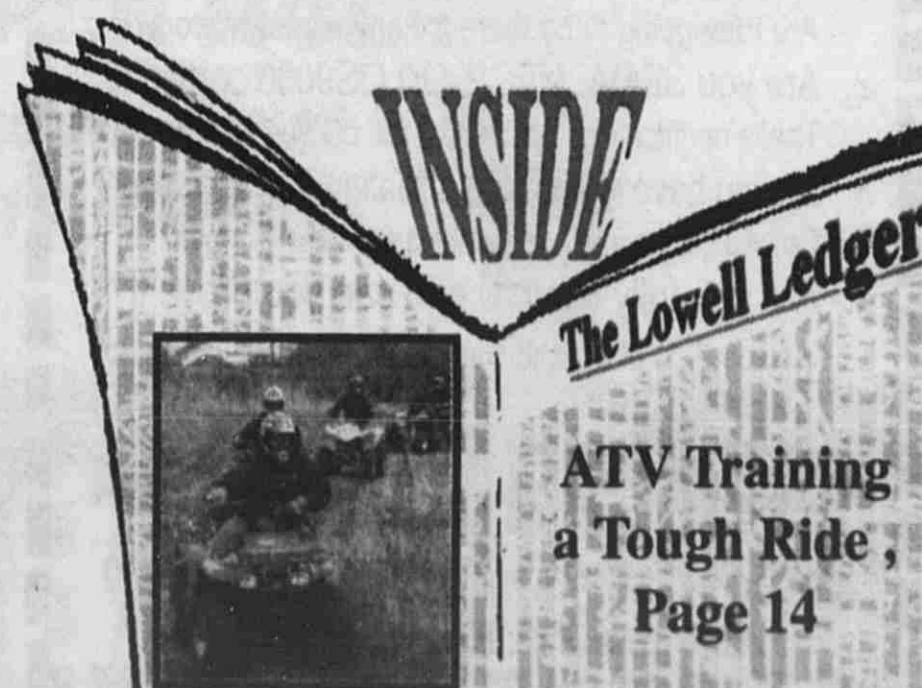 INSIDE
The Lowell Ledger
ATV Training
a Tough Ride ,
Page 14